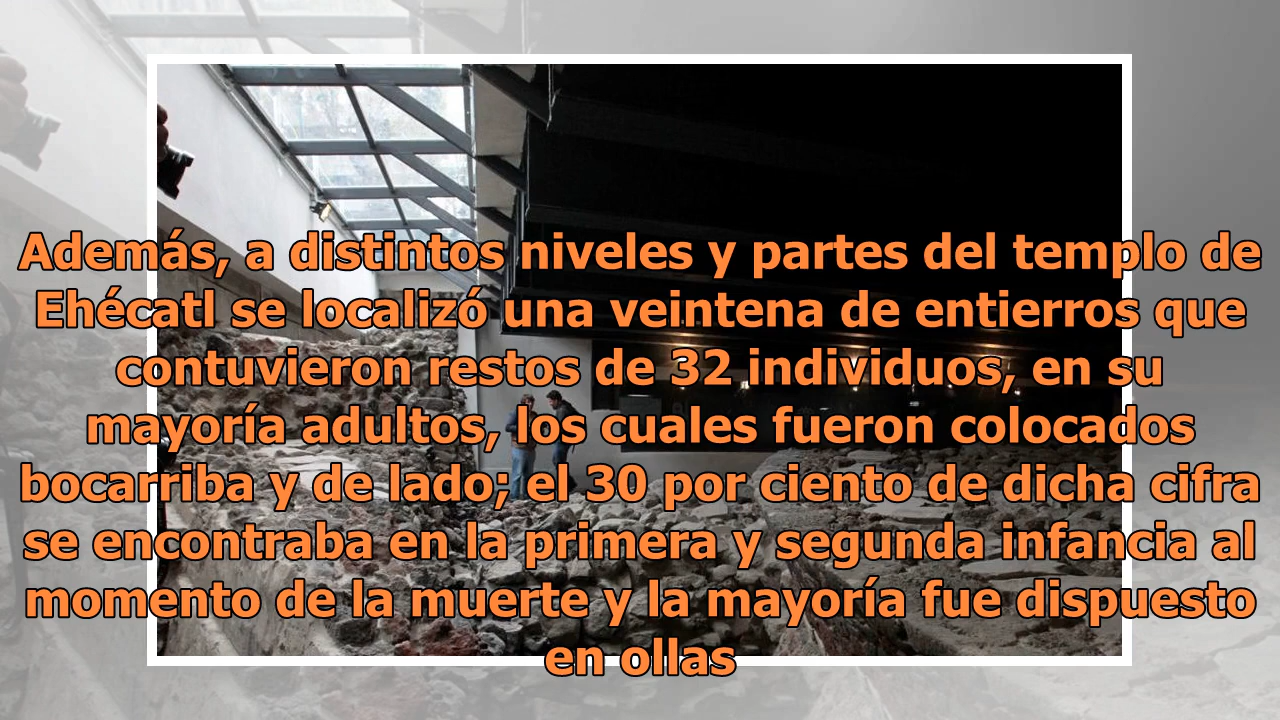 Además, a distintos niveles y partes del templo de
Ehécatl se localizó una veintena de entierros que
contuvieron restos de 32 individuos, en su
mayoría adultos, los cuales fueron colocados
bocarriba y de lado; el 30 por ciento de dicha cifra
se encontraba en la primera y segunda infancia al
momento de la muerte y la mayoría fue dispuesto
en ollas